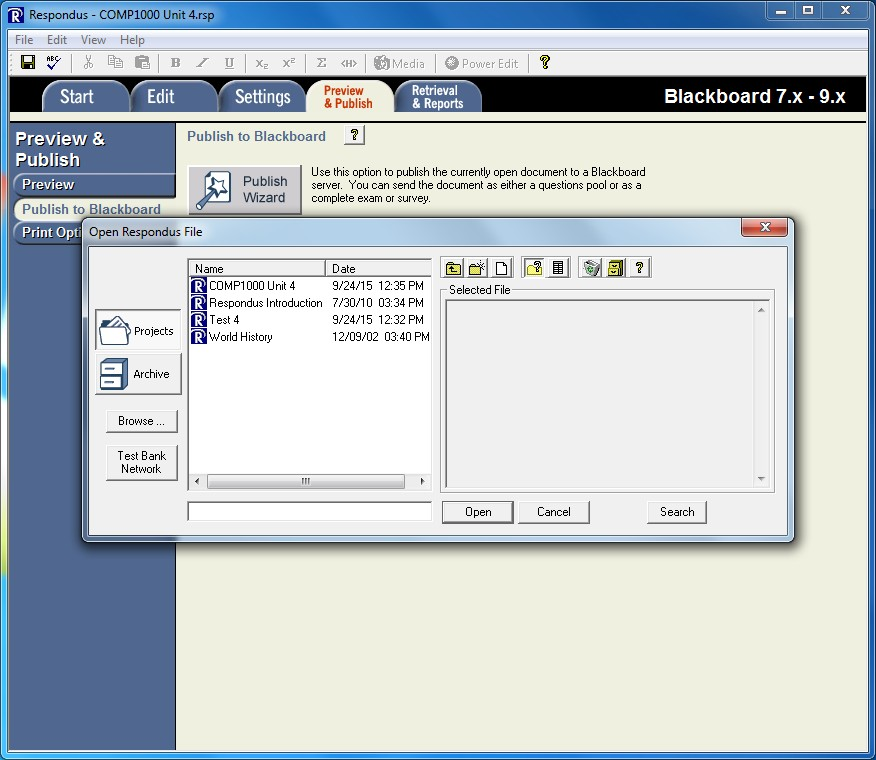 Respondus - COMP1000 Unit 4.rsp
File Edit View Help
ABC B I U X₂ X² Σ <H> Media Power Edit ?
Start Edit Settings Preview & Publish Retrieval & Reports Blackboard 7.x - 9.x
Preview & Publish
Preview
Publish to Blackboard
Print Opti
Publish to Blackboard ?
Publish Wizard
Use this option to publish the currently open document to a Blackboard
server. You can send the document as either a questions pool or as a
complete exam or survey.
Open Respondus File
Projects
Archive
Browse ...
Test Bank
Network
Name Date
COMP1000 Unit 4 9/24/15 12:35 PM
Respondus Introduction 7/30/10 03:34 PM
Test 4 9/24/15 12:32 PM
World History 12/09/02 03:40 PM
Selected File
Open Cancel Search